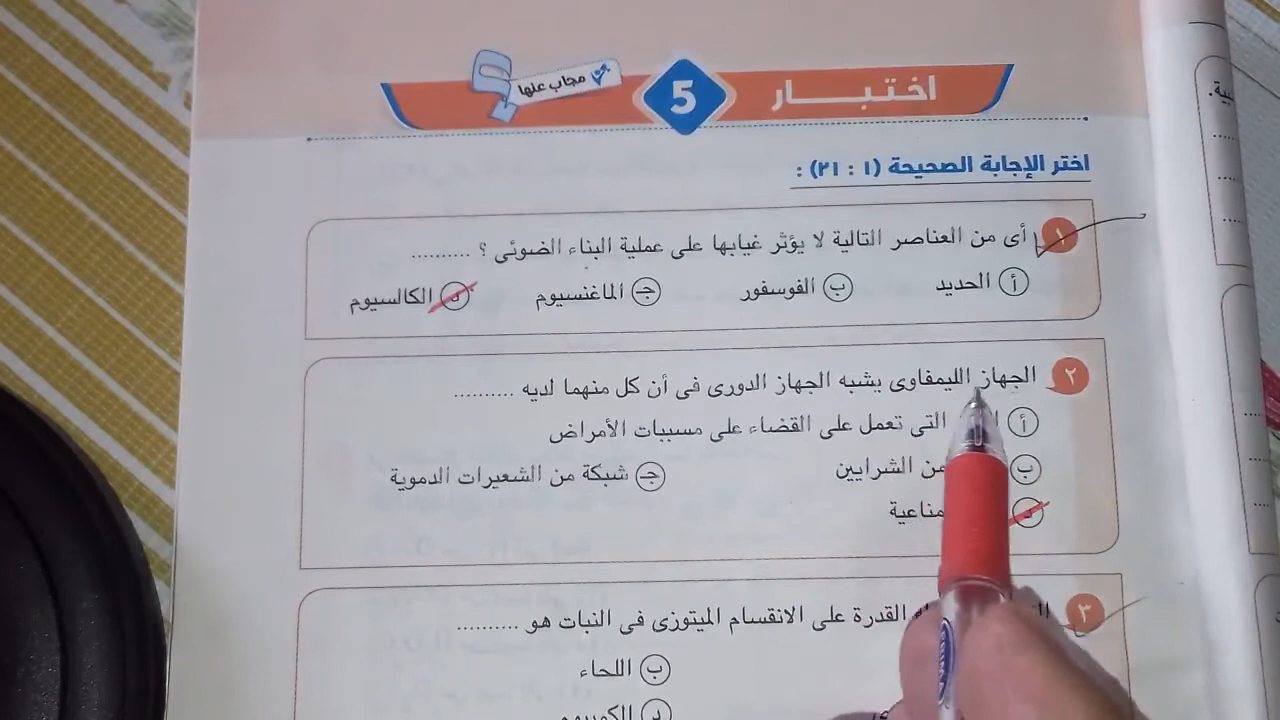 اختبار 5 مجاب عنها
اختر الإجابة الصحيحة (١ : ٢١) :
١ أى من العناصر التالية لا يؤثر غيابها على عملية البناء الضوئى ؟ ..........
أ الحديد ب الفوسفور جـ الماغنسيوم د الكالسيوم
٢ الجهاز الليمفاوى يشبه الجهاز الدورى فى أن كل منهما لديه ..........
أ التى تعمل على القضاء على مسببات الأمراض
ب من الشرايين جـ شبكة من الشعيرات الدموية
د
٣ القدرة على الانقسام الميتوزى فى النبات هو ..........
ب اللحاء
د